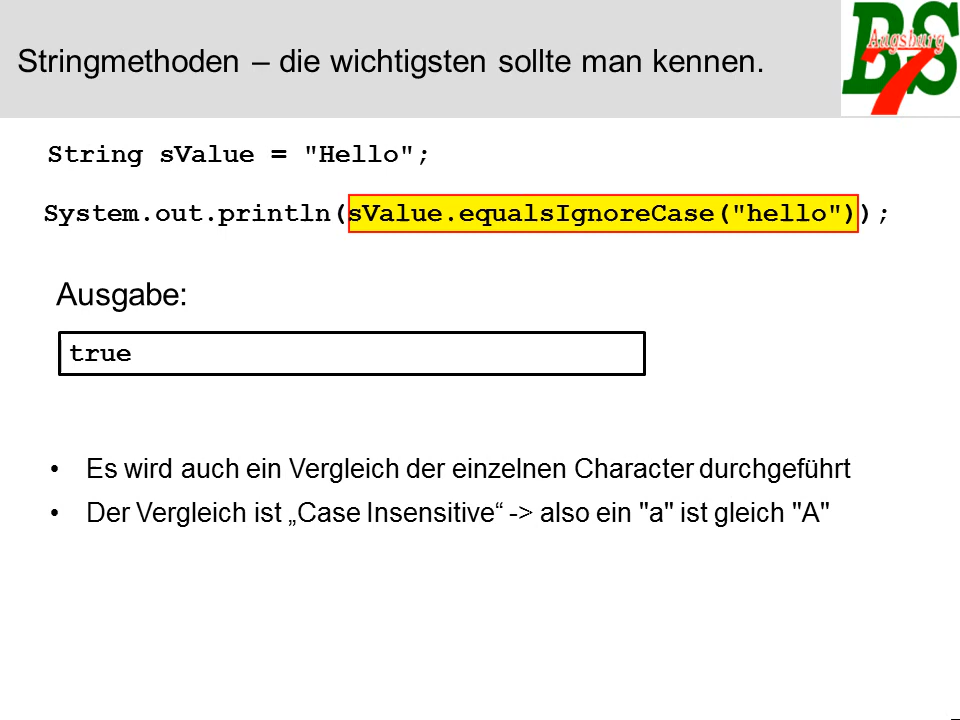 Stringmethoden – die wichtigsten sollte man kennen.
BS
Augsburg
7
String sValue = "Hello";
System.out.println(sValue.equalsIgnoreCase("hello"));
Ausgabe:
true
• Es wird auch ein Vergleich der einzelnen Character durchgeführt
• Der Vergleich ist „Case Insensitive“ -> also ein "a" ist gleich "A"